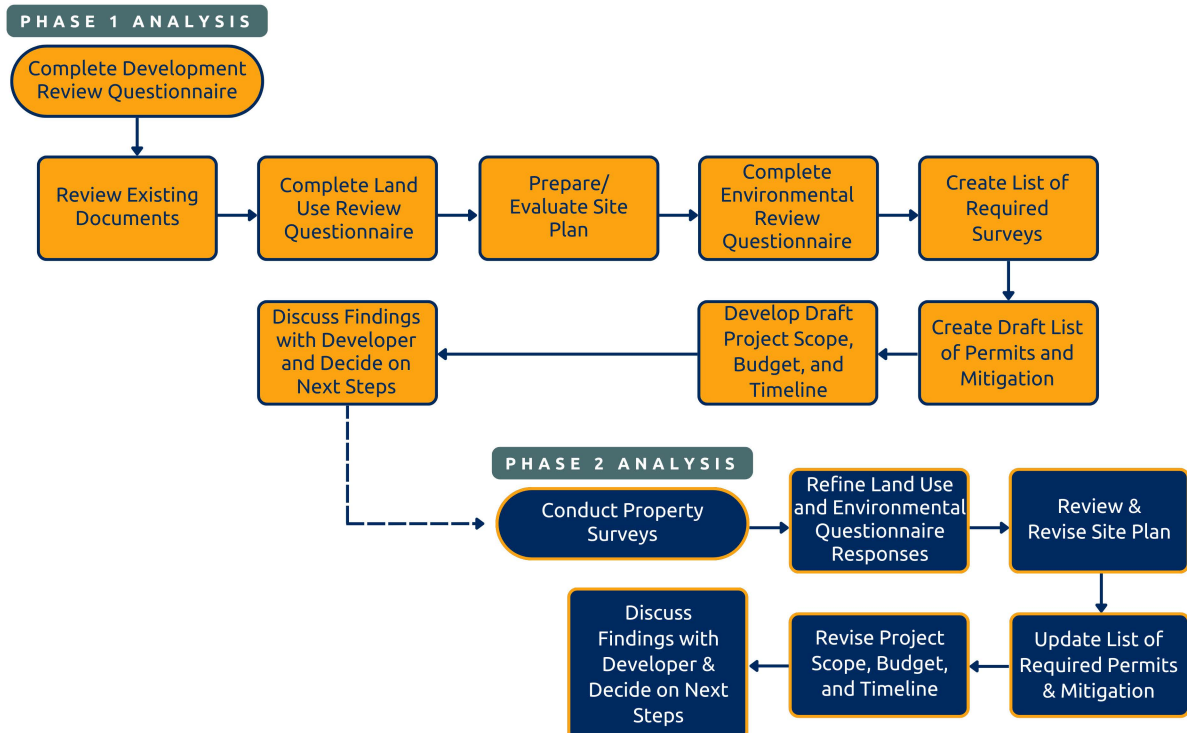 PHASE 1 ANALYSIS
Complete Development
Review Questionnaire
Review Existing
Documents
Complete Land
Use Review
Questionnaire
Prepare/
Evaluate Site
Plan
Complete
Environmental
Review
Questionnaire
Create List of
Required
Surveys
Create Draft List
of Permits and
Mitigation
Develop Draft
Project Scope,
Budget, and
Timeline
Discuss Findings
with Developer
and Decide on
Next Steps
PHASE 2 ANALYSIS
Conduct Property
Surveys
Refine Land Use
and Environmental
Questionnaire
Responses
Review &
Revise Site Plan
Update List of
Required Permits
& Mitigation
Revise Project
Scope, Budget,
and Timeline
Discuss
Findings with
Developer &
Decide on Next
Steps